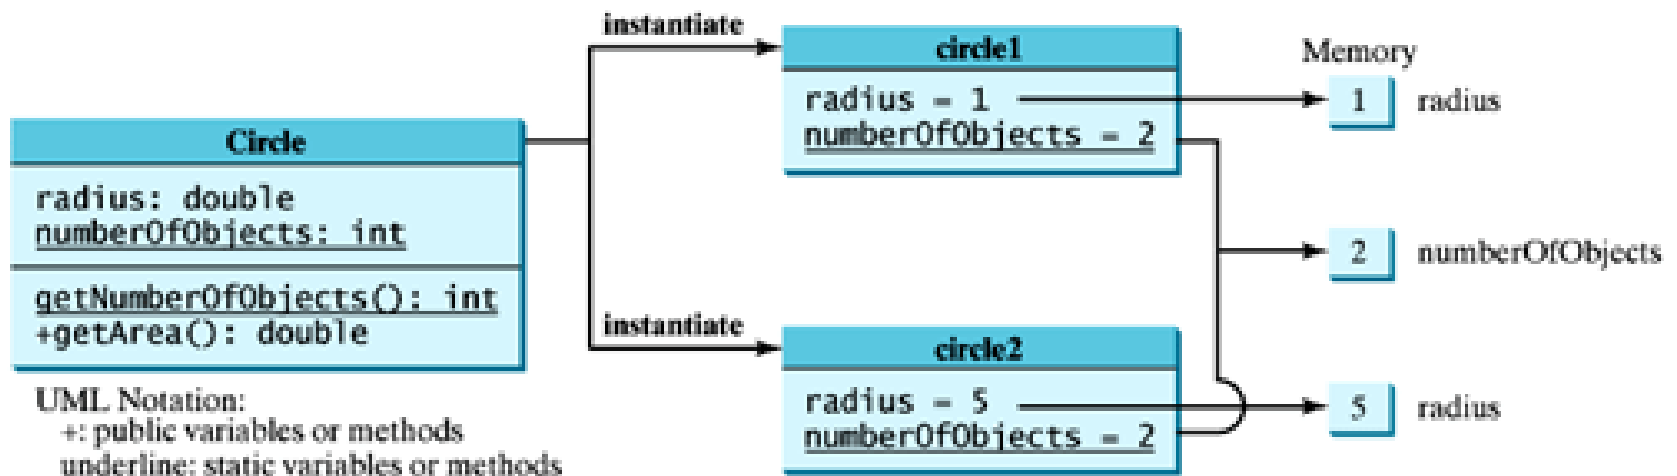 Circle
radius: double
numberOfObjects: int
getNumberOfObjects(): int
+getArea(): double
UML Notation:
+: public variables or methods
underline: static variables or methods
instantiate
circle1
radius = 1
numberOfObjects = 2
instantiate
circle2
radius = 5
numberOfObjects = 2
Memory
1 radius
2 numberOfObjects
5 radius